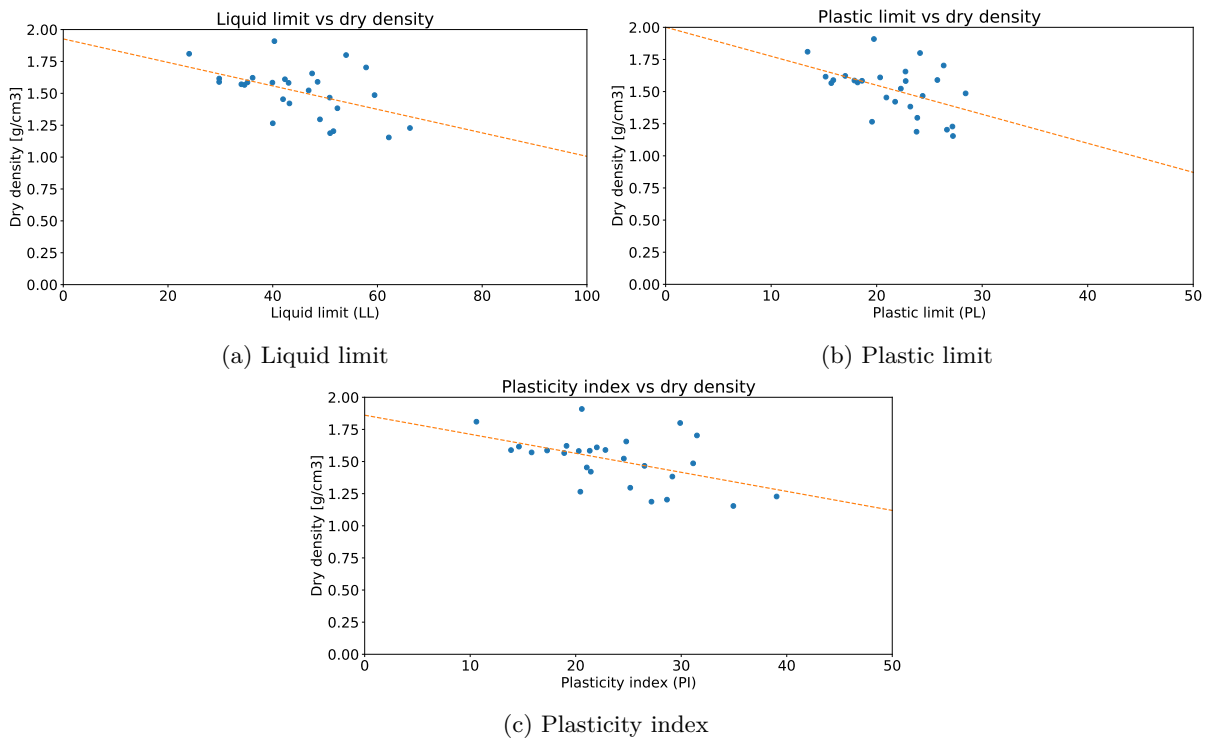 Liquid limit vs dry density
Dry density [g/cm3]
2.00
1.75
1.50
1.25
1.00
0.75
0.50
0.25
0.00
0 20 40 60 80 100
Liquid limit (LL)
(a) Liquid limit
Plastic limit vs dry density
Dry density [g/cm3]
2.00
1.75
1.50
1.25
1.00
0.75
0.50
0.25
0.00
0 10 20 30 40 50
Plastic limit (PL)
(b) Plastic limit
Plasticity index vs dry density
Dry density [g/cm3]
2.00
1.75
1.50
1.25
1.00
0.75
0.50
0.25
0.00
0 10 20 30 40 50
Plasticity index (PI)
(c) Plasticity index